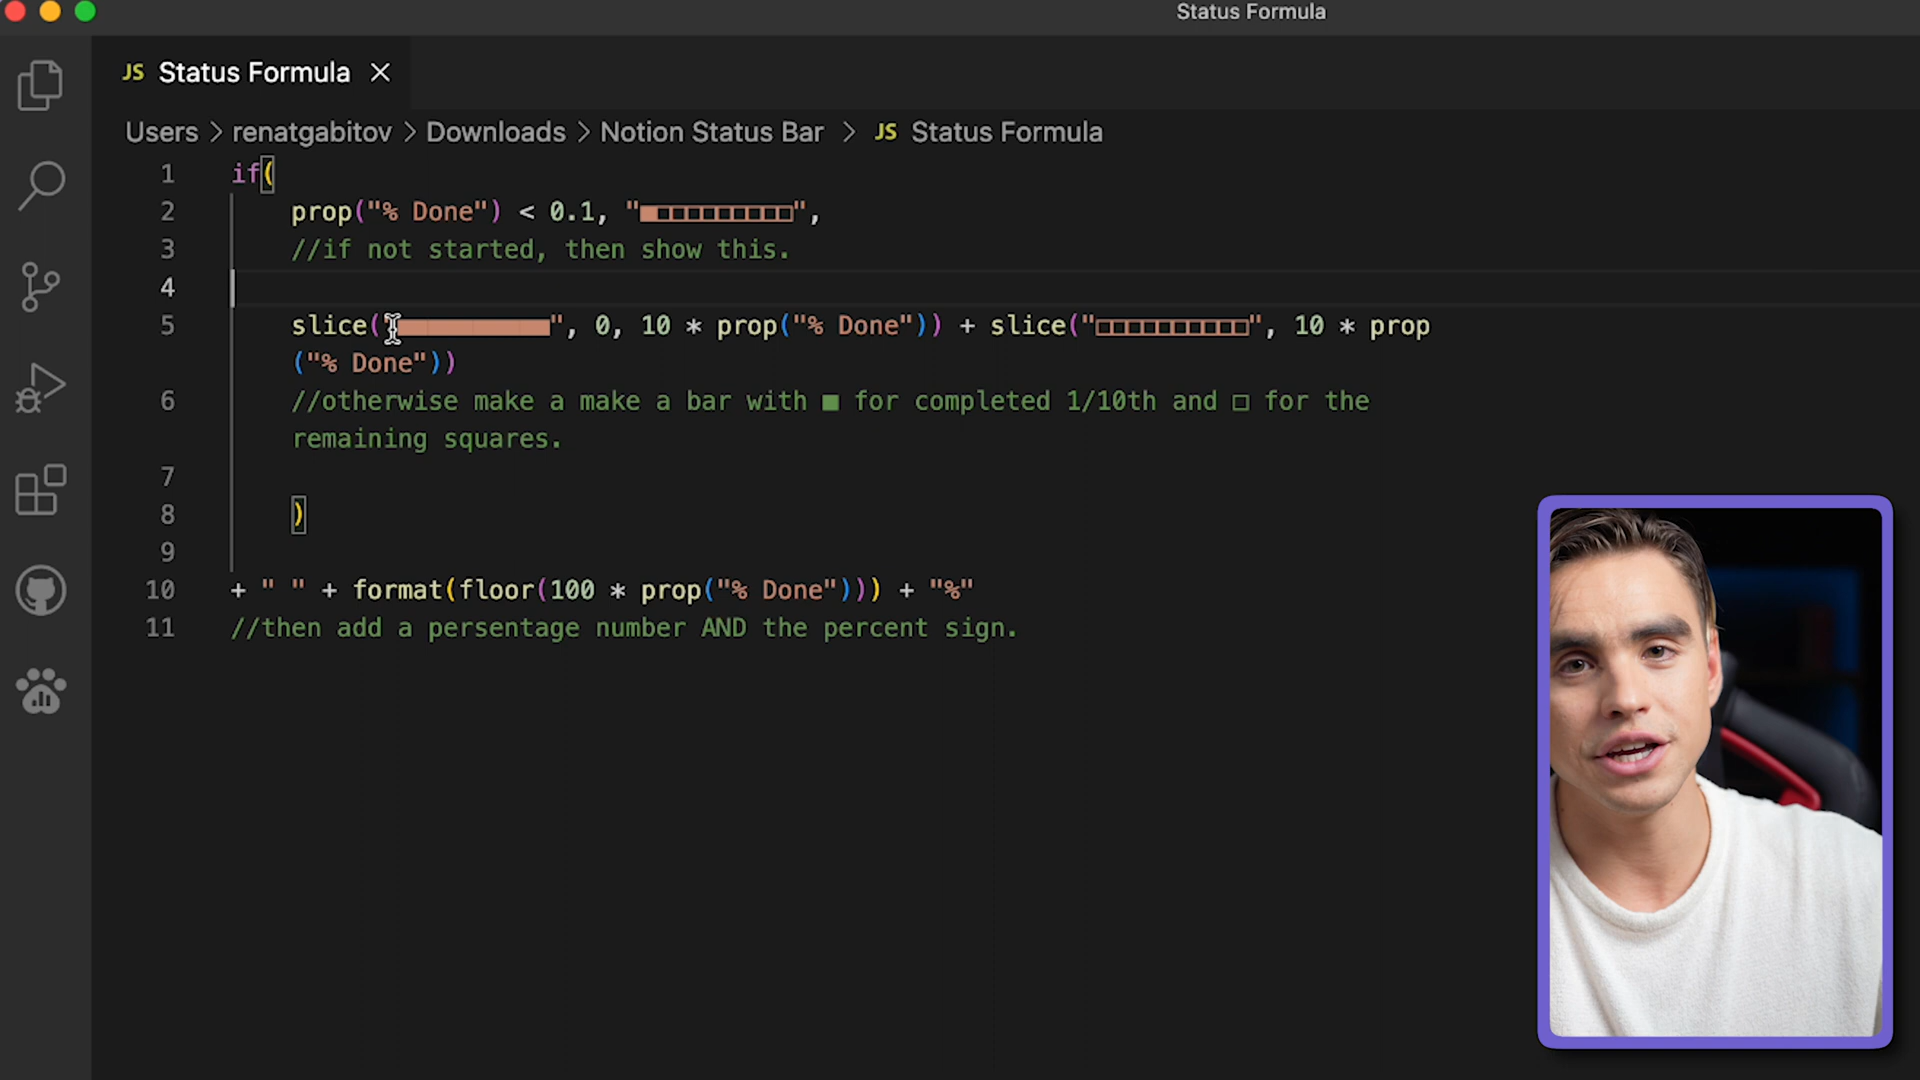 Status Formula
JS Status Formula
Users > renatgabitov > Downloads > Notion Status Bar > JS Status Formula
1 if(
2 prop("% Done") < 0.1, "■□□□□□□□□□",
3 //if not started, then show this.
4
5 slice("■■■■■■■■■■", 0, 10 * prop("% Done")) + slice("□□□□□□□□□□", 10 * prop
("% Done"))
6 //otherwise make a make a bar with ■ for completed 1/10th and □ for the
remaining squares.
7
8 )
9
10 + " " + format(floor(100 * prop("% Done"))) + "%"
11 //then add a persentage number AND the percent sign.